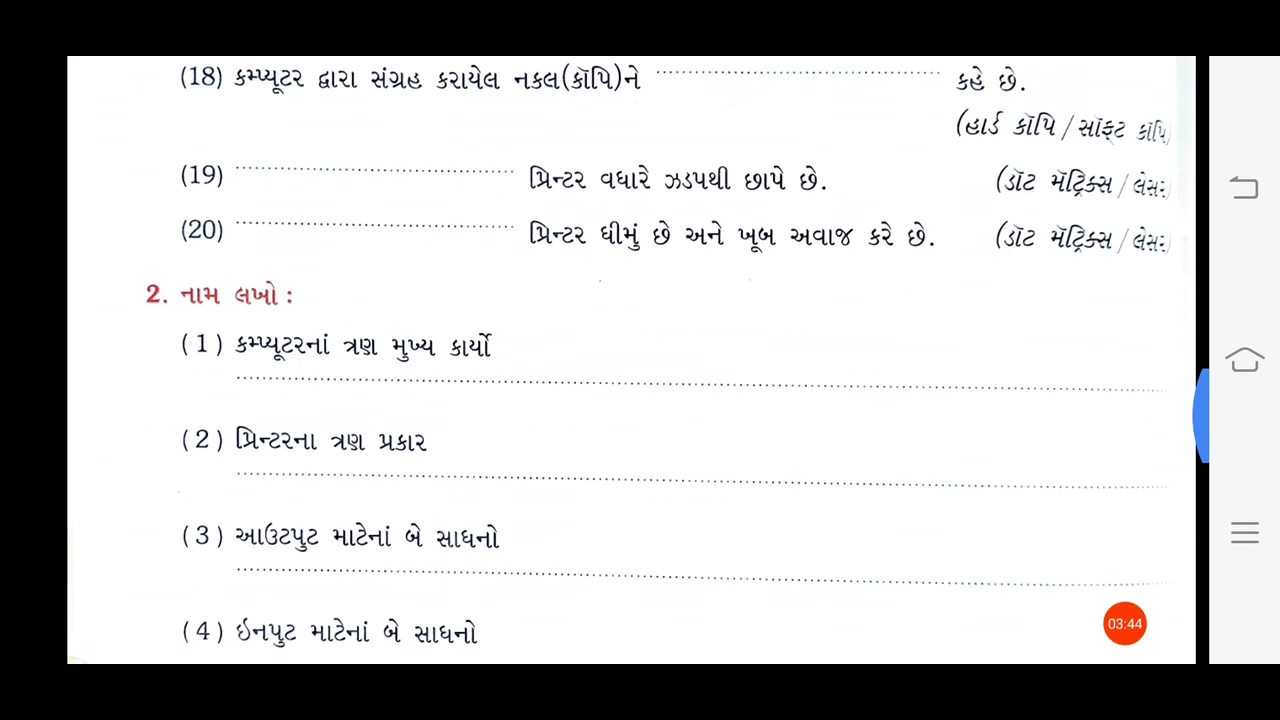 (18) કમ્પ્યૂટર દ્વારા સંગ્રહ કરાયેલ નકલ(કૉપિ)ને .......... કહે છે.
(હાર્ડ કૉપિ / સૉફ્ટ કૉપિ)
(19) .......... પ્રિન્ટર વધારે ઝડપથી છાપે છે. (ડૉટ મૅટ્રિક્સ / લેસર)
(20) .......... પ્રિન્ટર ધીમું છે અને ખૂબ અવાજ કરે છે. (ડૉટ મૅટ્રિક્સ / લેસર)
2. નામ લખો :
(1) કમ્પ્યૂટરનાં ત્રણ મુખ્ય કાર્યો
(2) પ્રિન્ટરના ત્રણ પ્રકાર
(3) આઉટપુટ માટેનાં બે સાધનો
(4) ઇનપુટ માટેનાં બે સાધનો
03:44